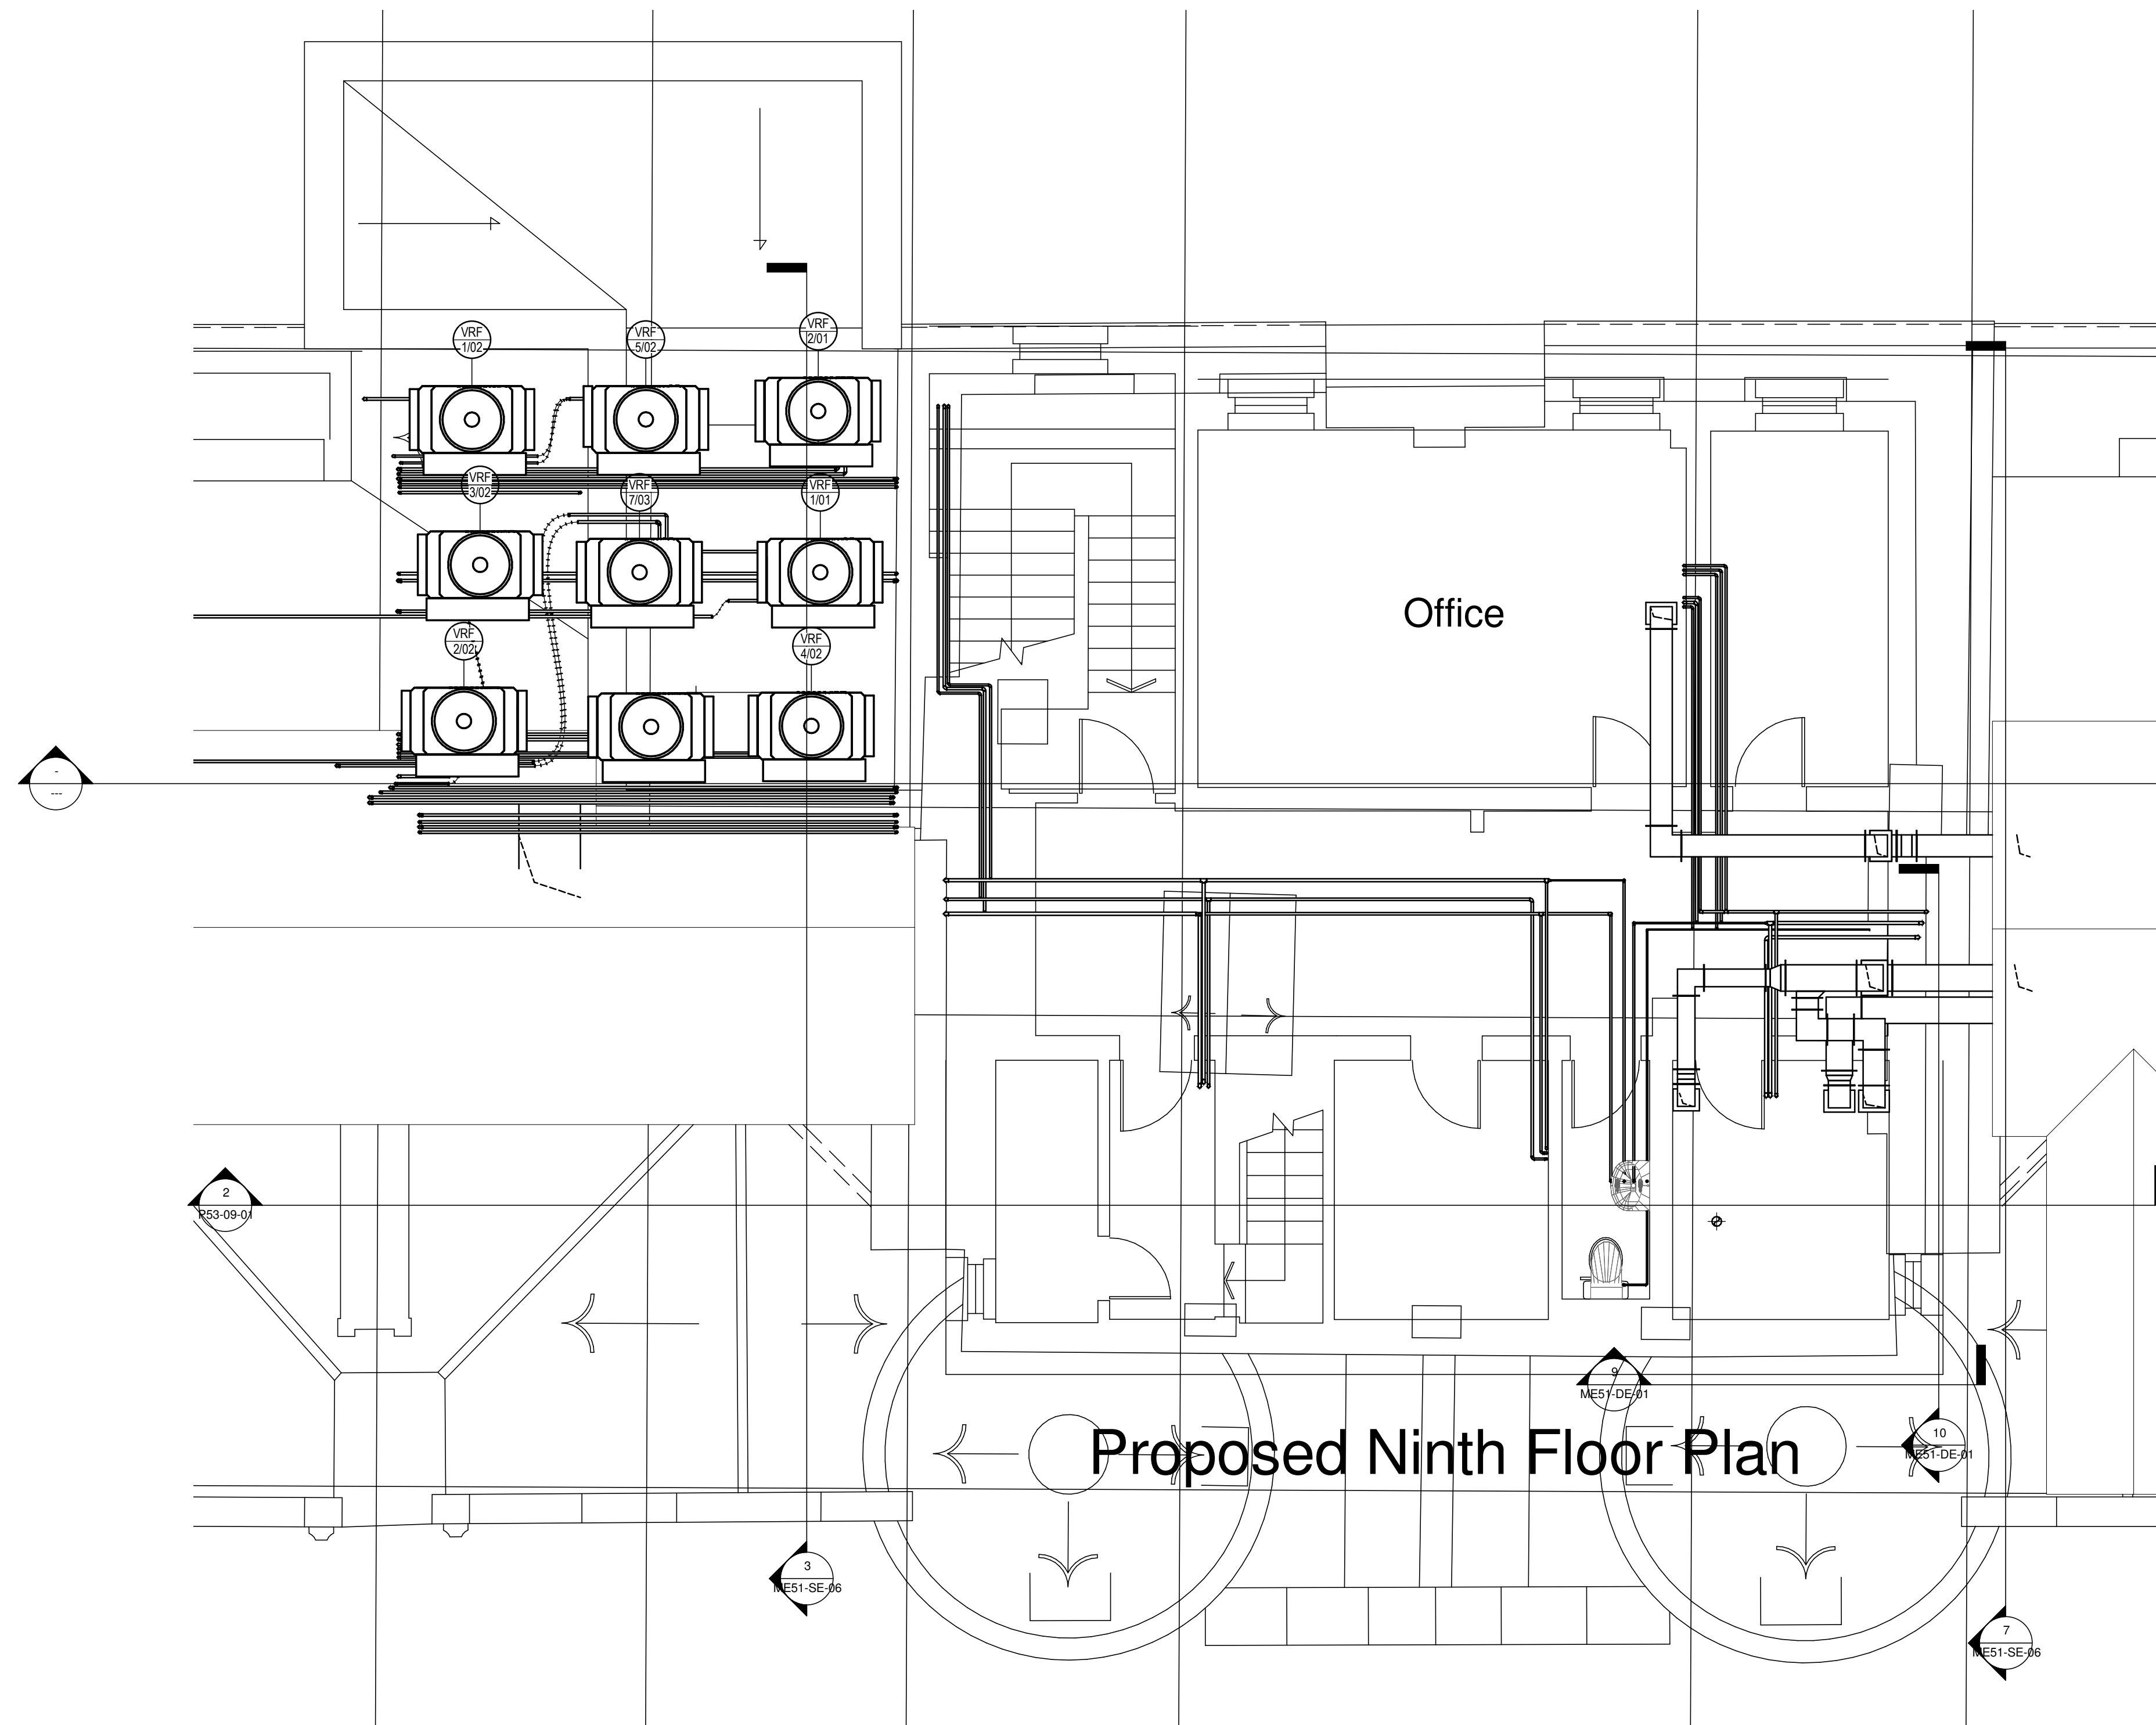 VRF
1/02
VRF
5/02
VRF
2/01
VRF
3/02
VRF
7/03
VRF
1/01
VRF
2/02
VRF
4/02
Office
-
---
2
P53-09-01
9
ME51-DE-01
10
ME51-DE-01
Proposed Ninth Floor Plan
3
ME51-SE-06
7
ME51-SE-06